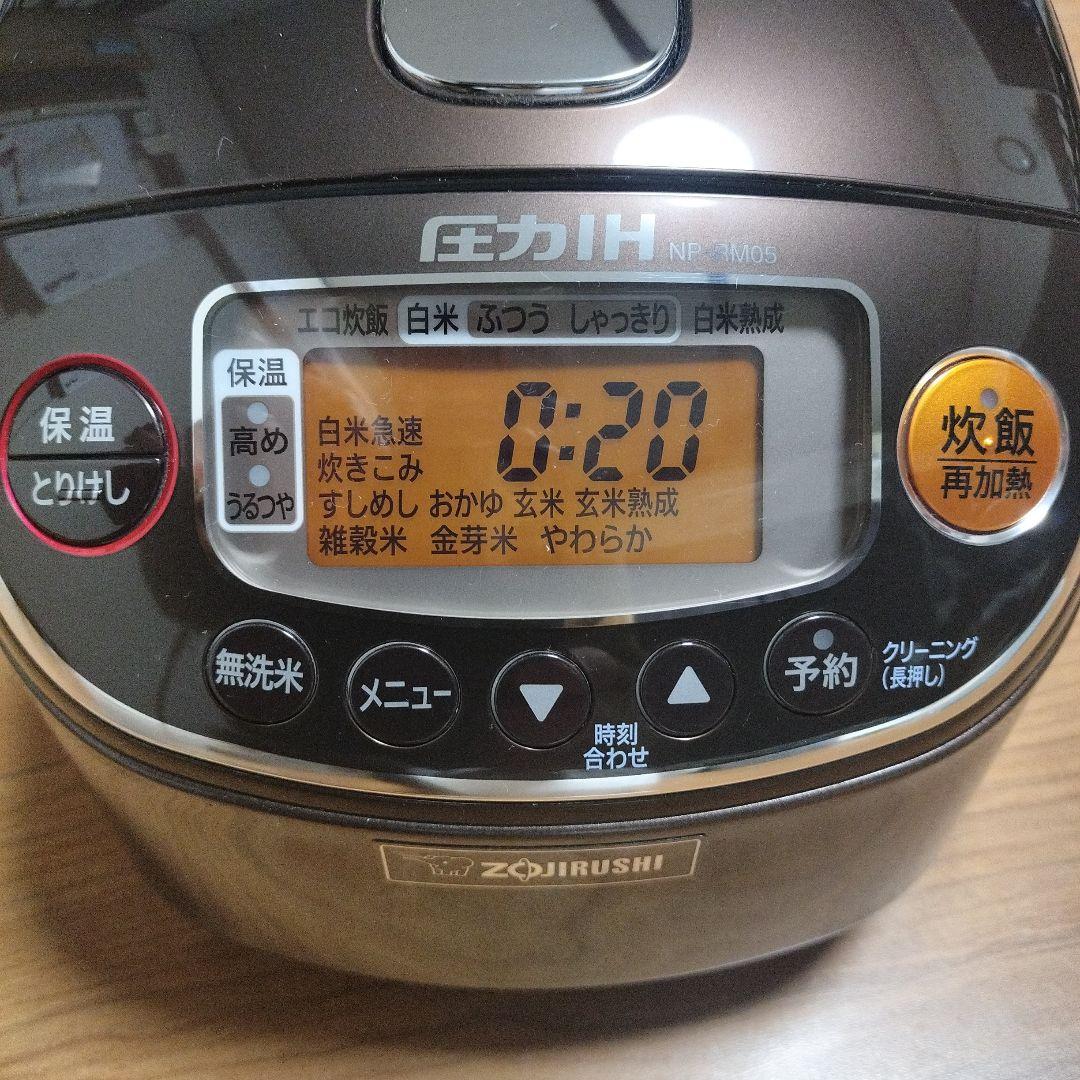 圧力IH NP-RM05
エコ炊飯 白米 ふつう しゃっきり 白米熟成
保温
高め
うるつや
0:20
白米急速
炊きこみ
すしめし おかゆ 玄米 玄米熟成
雑穀米 金芽米 やわらか
保温
とりけし
炊飯
再加熱
無洗米
メニュー
▼
▲
時刻
合わせ
予約
クリーニング
(長押し)
ZOJIRUSHI